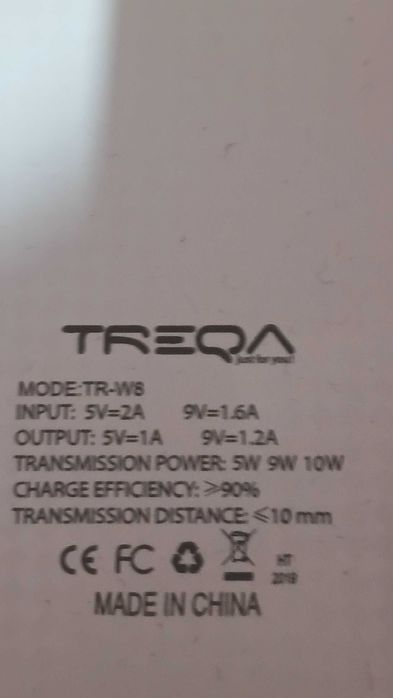 TREQA
just for you!
MODE:TR-W8
INPUT: 5V=2A 9V=1.6A
OUTPUT: 5V=1A 9V=1.2A
TRANSMISSION POWER: 5W 9W 10W
CHARGE EFFICIENCY: ≥90%
TRANSMISSION DISTANCE: ≤10 mm
CE FC
HT
2019
MADE IN CHINA